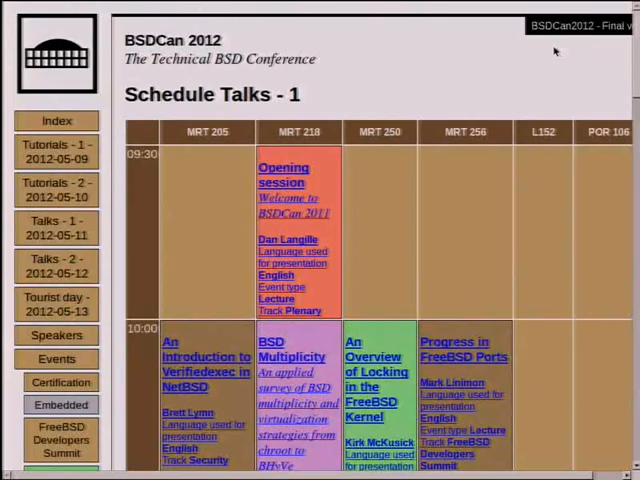 BSDCan2012 - Final v
BSDCan 2012
The Technical BSD Conference
Schedule Talks - 1
Index
Tutorials - 1 -
2012-05-09
Tutorials - 2 -
2012-05-10
Talks - 1 -
2012-05-11
Talks - 2 -
2012-05-12
Tourist day -
2012-05-13
Speakers
Events
Certification
Embedded
FreeBSD
Developers
Summit
MRT 205
MRT 218
MRT 250
MRT 256
L152
POR 106
09:30
Opening
session
Welcome to
BSDCan 2011
Dan Langille
Language used
for presentation
English
Event type
Lecture
Track Plenary
10:00
An
Introduction to
Verifiedexec in
NetBSD
Brett Lymn
Language used for
presentation
English
Track Security
BSD
Multiplicity
An applied
survey of BSD
multiplicity and
virtualization
strategies from
chroot to
BHyVe
An
Overview
of Locking
in the
FreeBSD
Kernel
Kirk McKusick
Language used
for presentation
Progress in
FreeBSD Ports
Mark Linimon
Language used for
presentation
English
Event type Lecture
Track FreeBSD
Developers
Summit